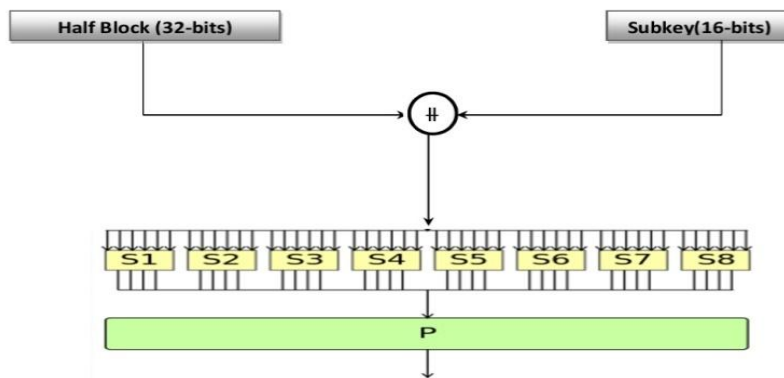 Half Block (32-bits)
Subkey(16-bits)
⧺
S1 S2 S3 S4 S5 S6 S7 S8
P